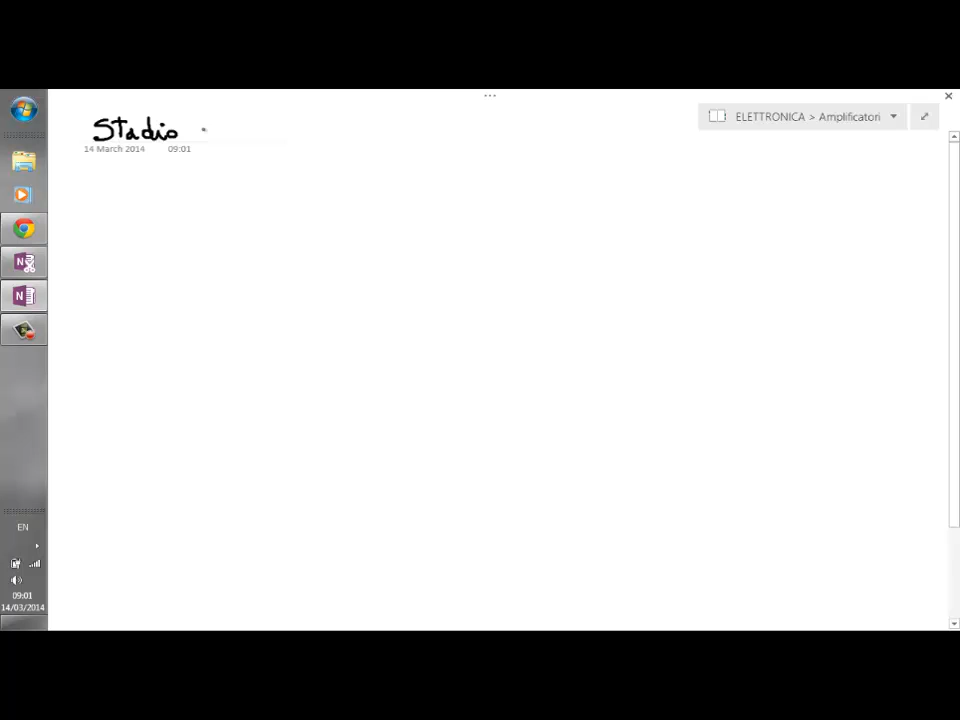 ELETTRONICA > Amplificatori
Stadio
14 March 2014 09:01
N
N
EN
09:01
14/03/2014